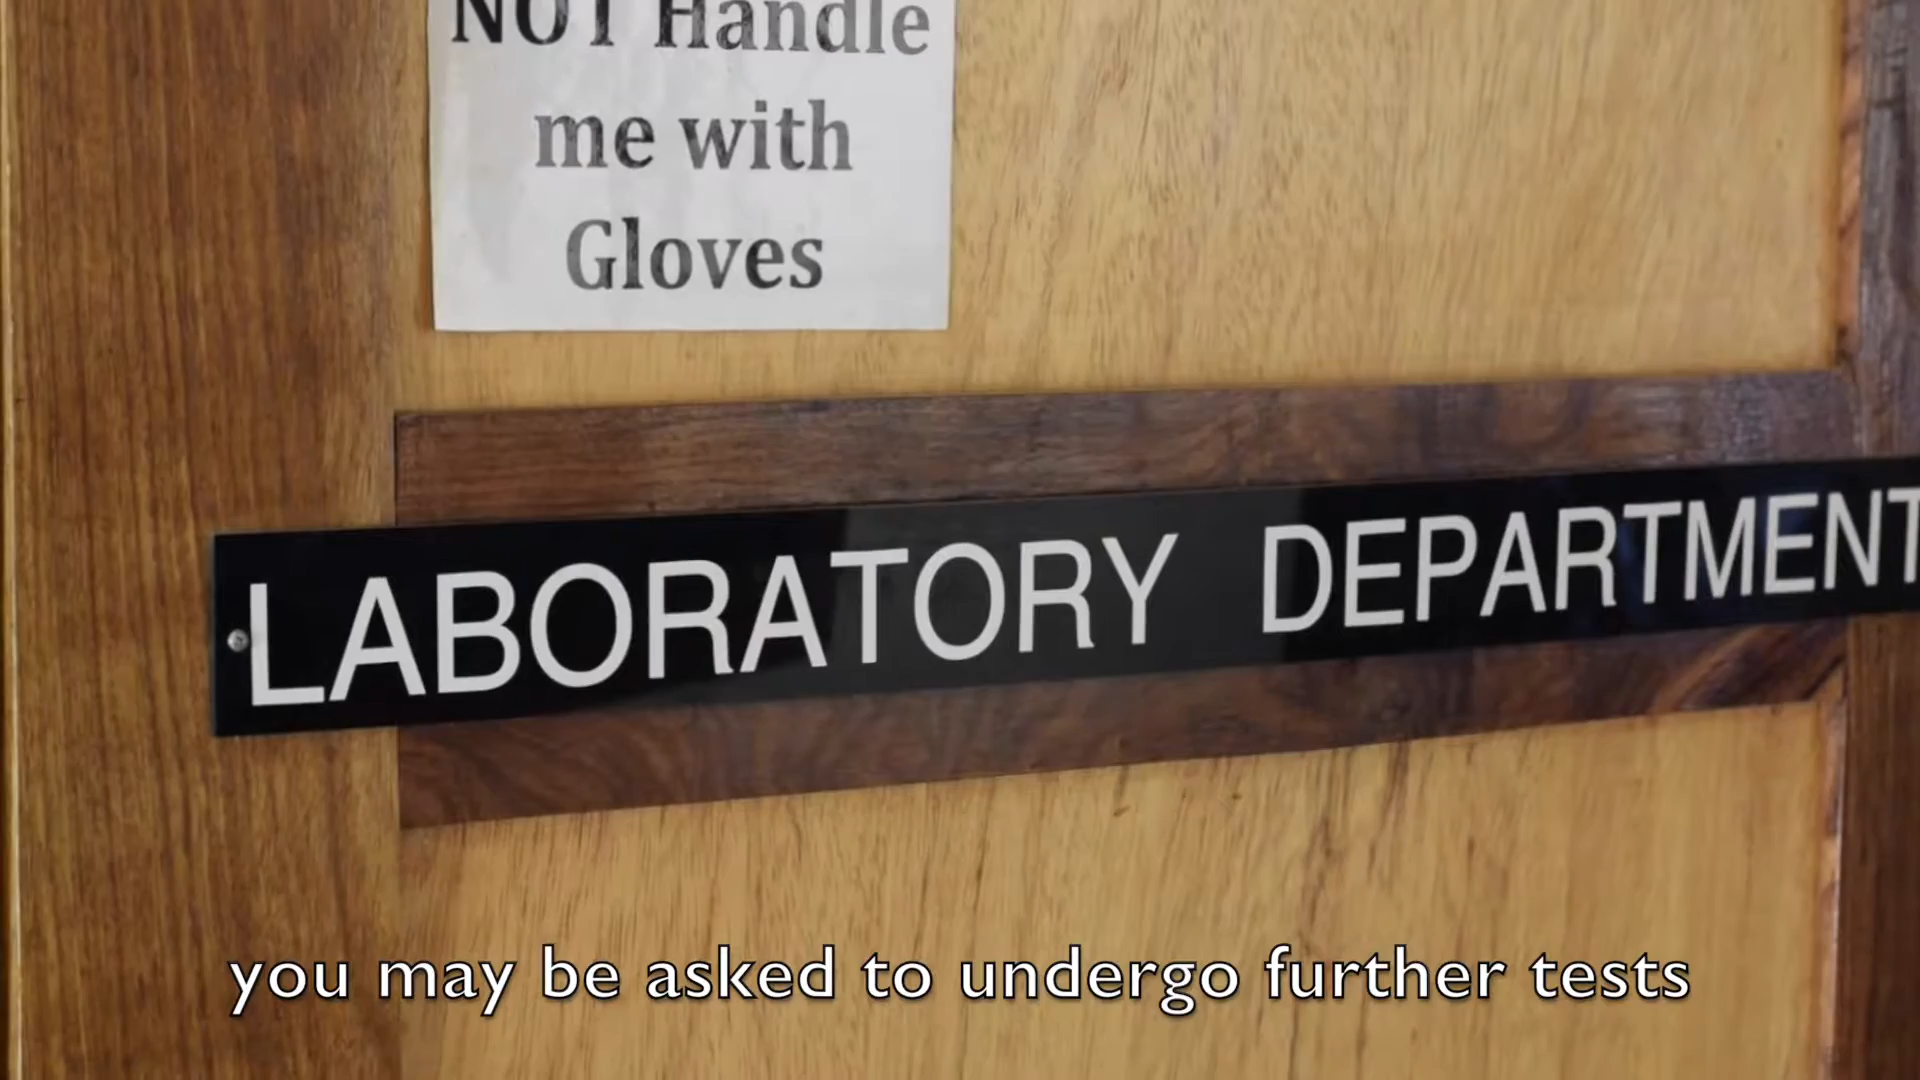 NOT Handle
me with
Gloves
LABORATORY DEPARTMENT
you may be asked to undergo further tests